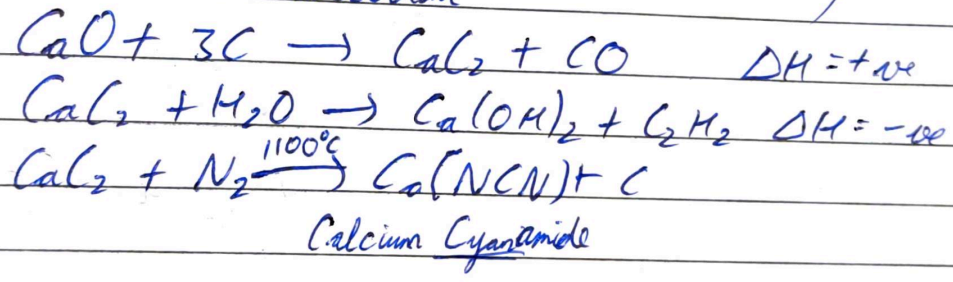 CaO + 3C → CaC₂ + CO ΔH = +ve
CaC₂ + H₂O → Ca(OH)₂ + C₂H₂ ΔH = -ve
CaC₂ + N₂ 1100°C→ Ca(NCN) + C
Calcium Cyanamide